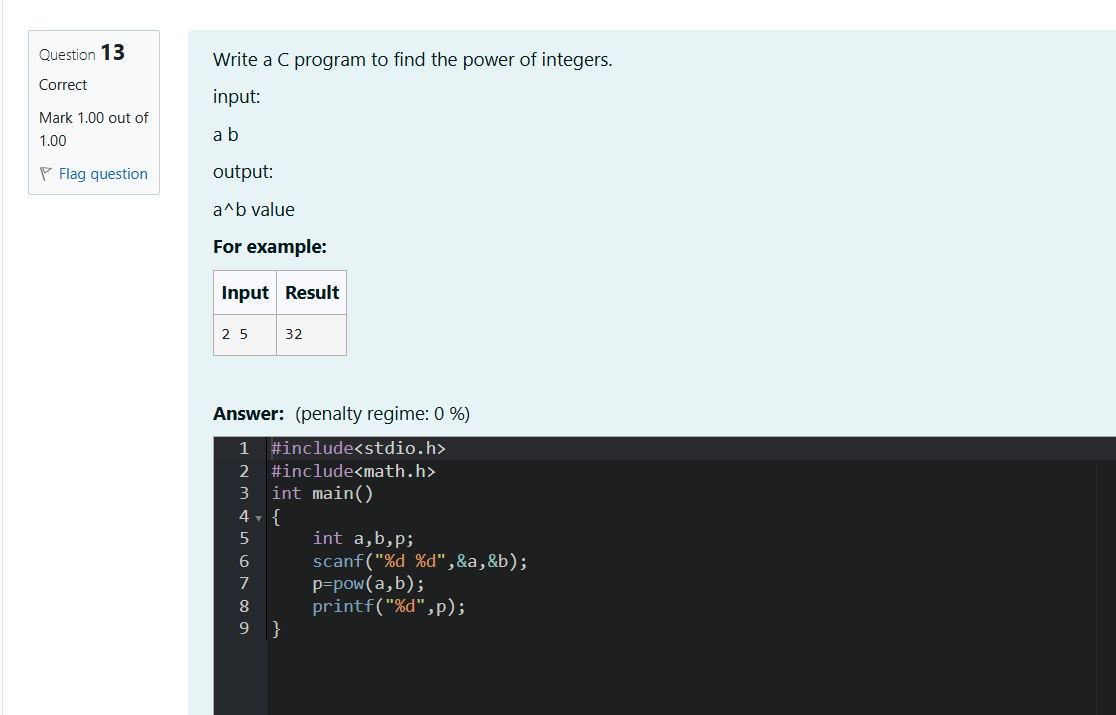 Question 13
Correct
Mark 1.00 out of
1.00
Flag question
Write a C program to find the power of integers.
input:
a b
output:
a^b value
For example:
Input Result
2 5 32
Answer: (penalty regime: 0 %)
1 #include<stdio.h>
2 #include<math.h>
3 int main()
4 {
5     int a,b,p;
6     scanf("%d %d",&a,&b);
7     p=pow(a,b);
8     printf("%d",p);
9 }